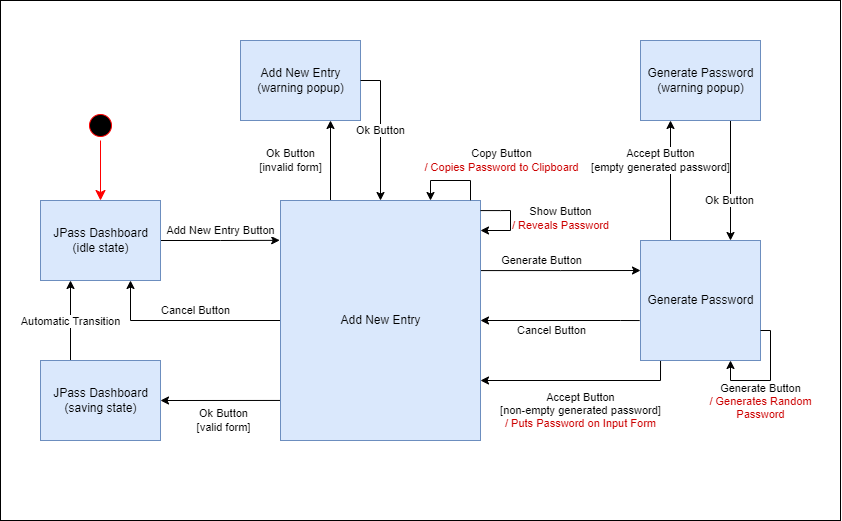 Add New Entry
(warning popup)
Generate Password
(warning popup)
Ok Button
Ok Button
[invalid form]
Copy Button
/ Copies Password to Clipboard
Accept Button
[empty generated password]
Ok Button
JPass Dashboard
(idle state)
Add New Entry Button
Show Button
/ Reveals Password
Generate Button
Add New Entry
Generate Password
Cancel Button
Automatic Transition
Cancel Button
JPass Dashboard
(saving state)
Ok Button
[valid form]
Accept Button
[non-empty generated password]
/ Puts Password on Input Form
Generate Button
/ Generates Random
Password